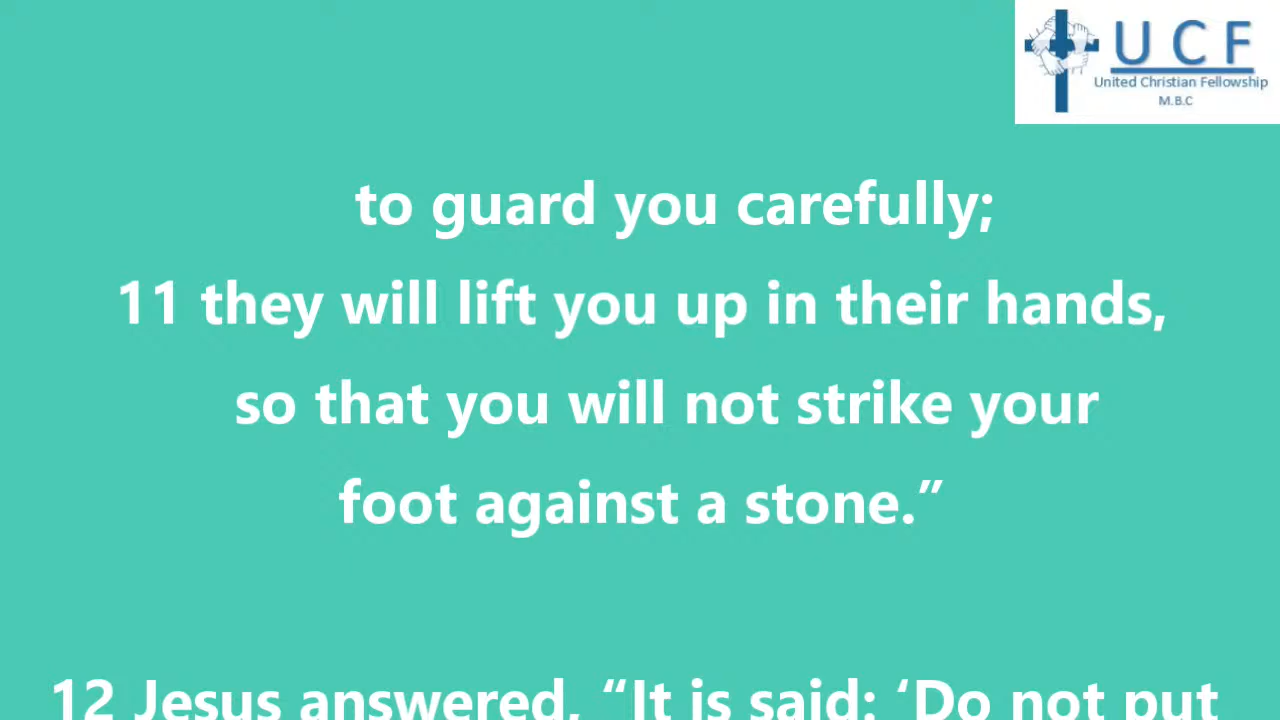 U C F
United Christian Fellowship
M.B.C
to guard you carefully;
11 they will lift you up in their hands,
so that you will not strike your
foot against a stone.”
12 Jesus answered, “It is said: ‘Do not put